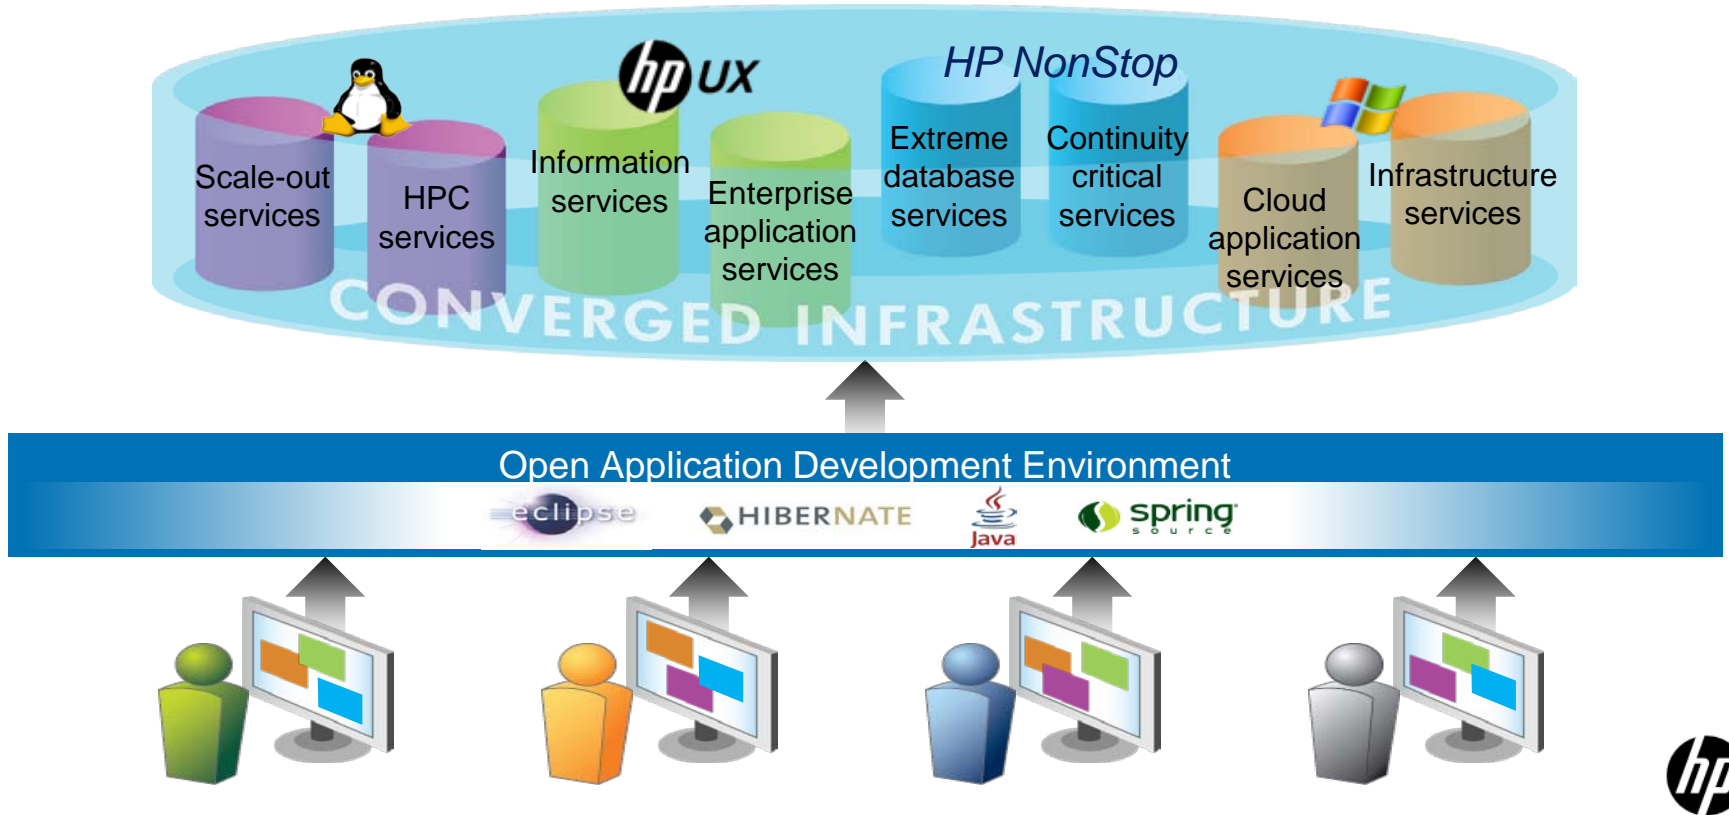 hp UX
HP NonStop
Scale-out
services
HPC
services
Information
services
Enterprise
application
services
Extreme
database
services
Continuity
critical
services
Cloud
application
services
Infrastructure
services
CONVERGED INFRASTRUCTURE
Open Application Development Environment
eclipse
HIBERNATE
Java
spring
source
hp